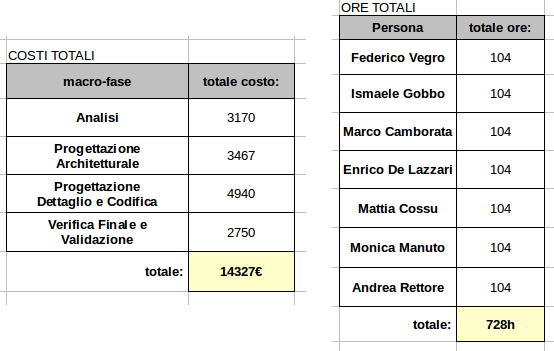 COSTI TOTALI
macro-fase totale costo:
Analisi 3170
Progettazione
Architetturale 3467
Progettazione
Dettaglio e Codifica 4940
Verifica Finale e
Validazione 2750
totale: 14327€
ORE TOTALI
Persona totale ore:
Federico Vegro 104
Ismaele Gobbo 104
Marco Camborata 104
Enrico De Lazzari 104
Mattia Cossu 104
Monica Manuto 104
Andrea Rettore 104
totale: 728h